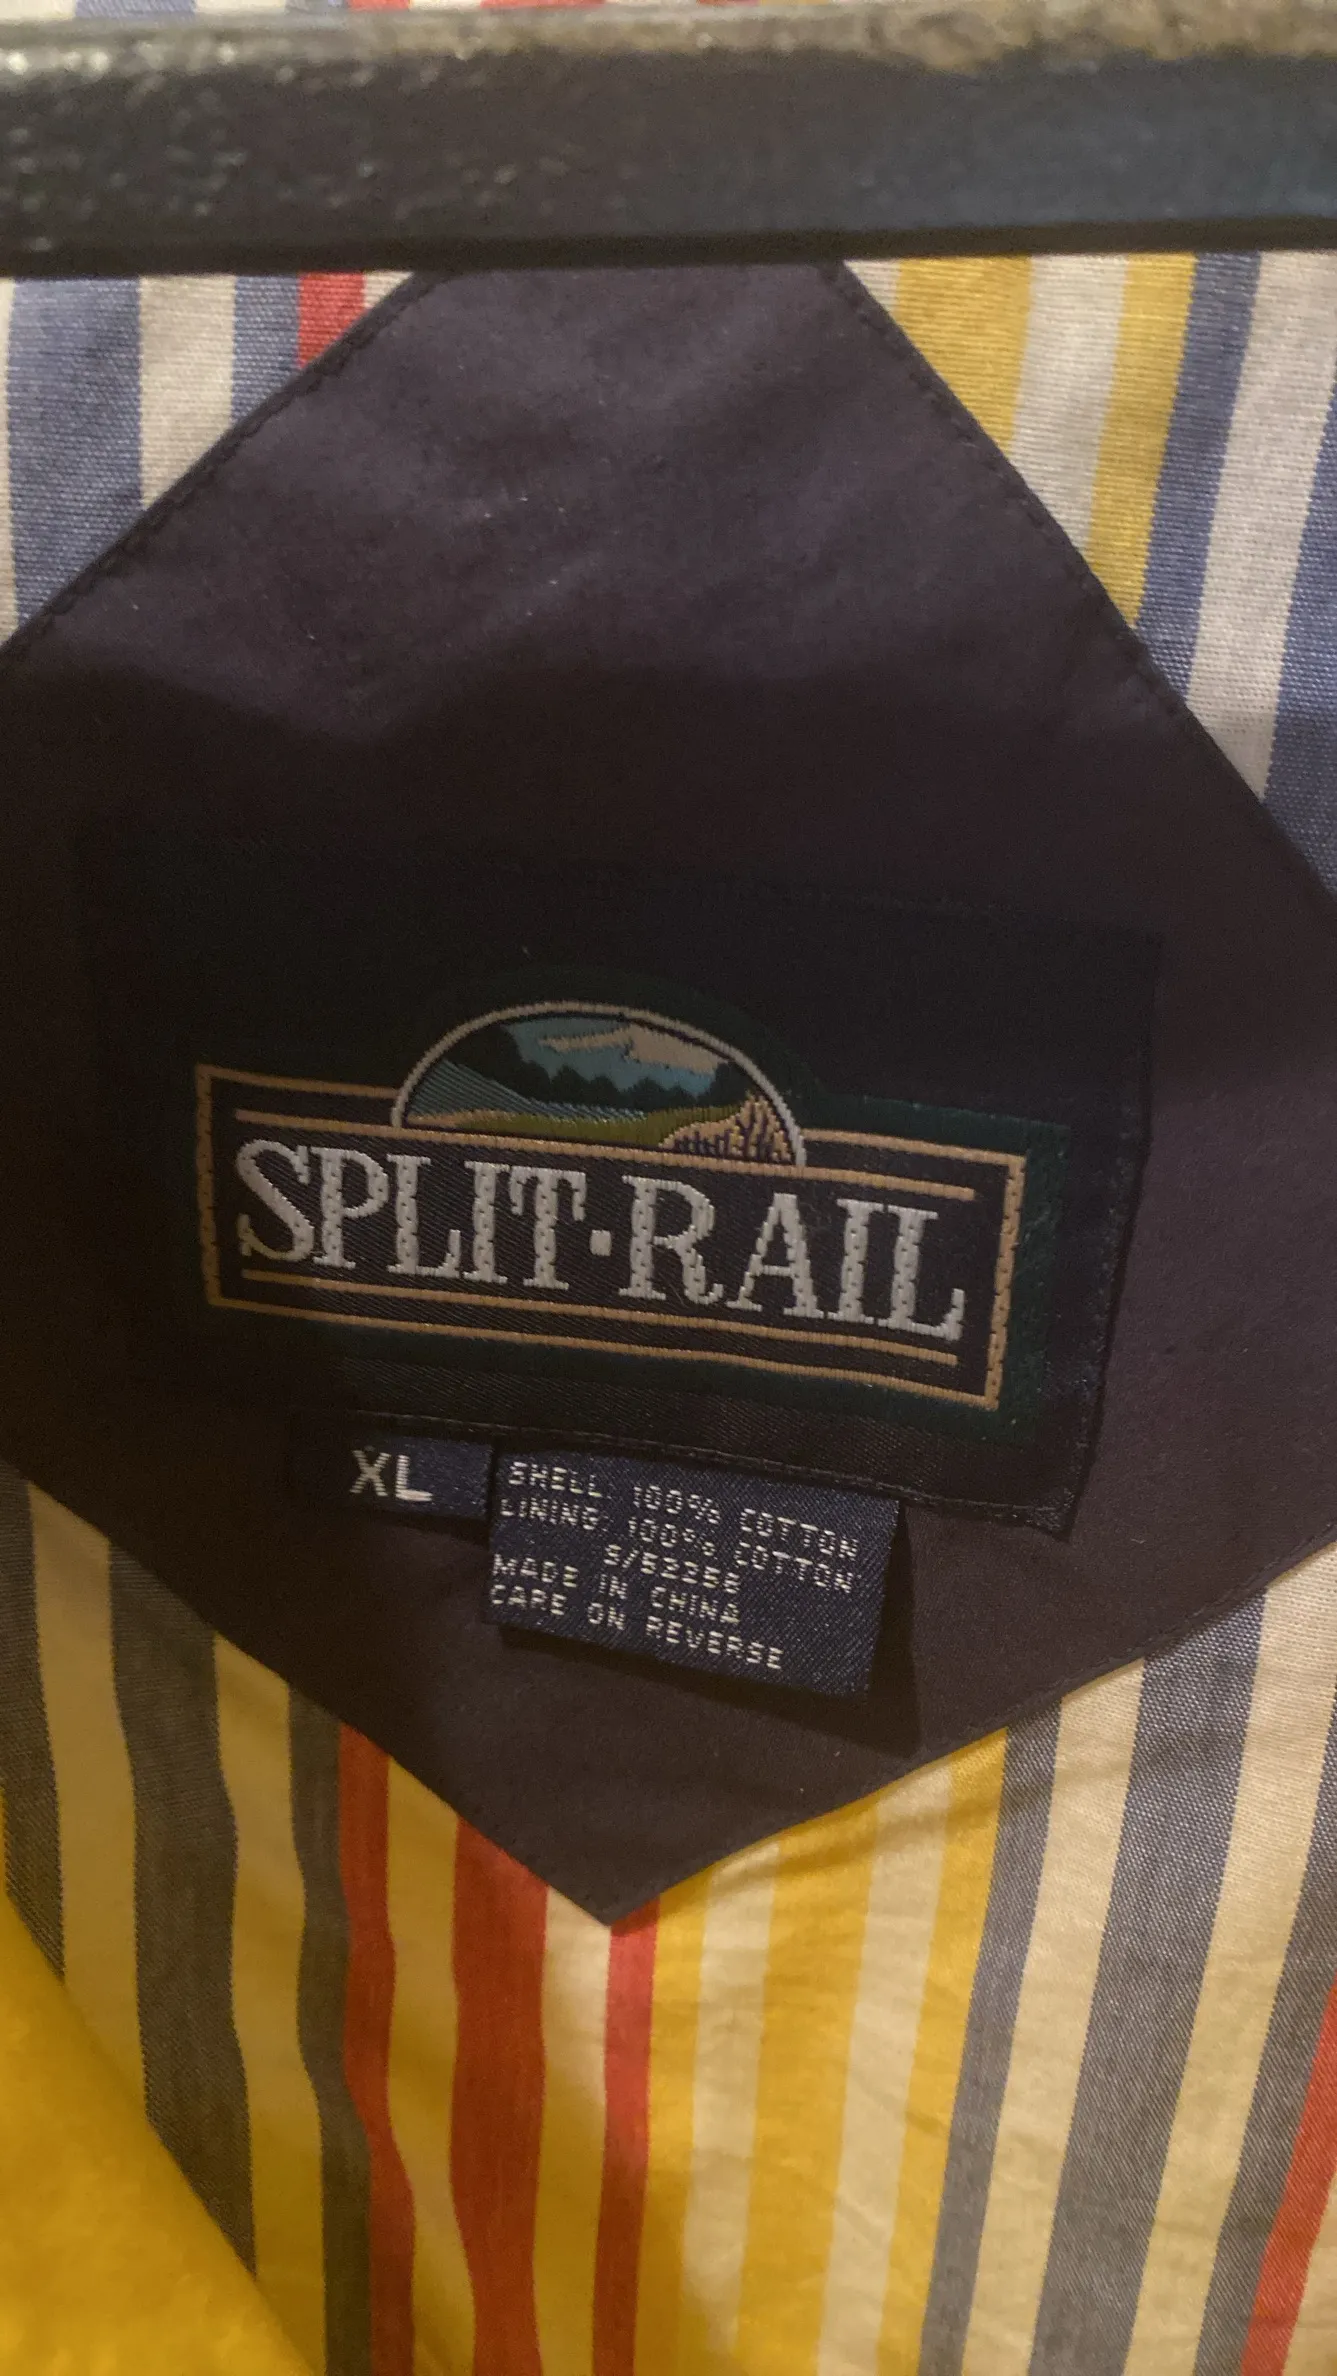 SPLIT·RAIL
XL
SHELL: 100% COTTON
LINING: 100% COTTON
MADE IN CHINA
CARE ON REVERSE